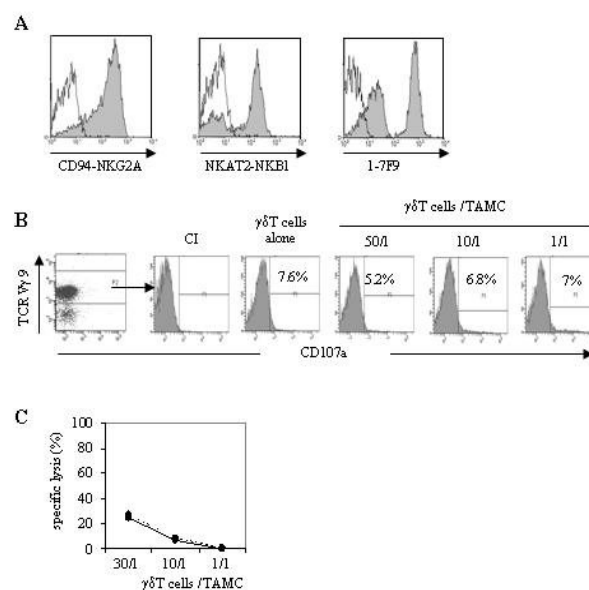 A
CD94-NKG2A
NKAT2-NKB1
1-7F9
B
γδT cells /TAMC
γδT cells
alone
CI
50/1
10/1
1/1
TCR Vγ 9
7.6%
5.2%
6.8%
7%
CD107a
C
specific lysis (%)
100
80
60
40
20
0
30/1
10/1
1/1
γδT cells /TAMC